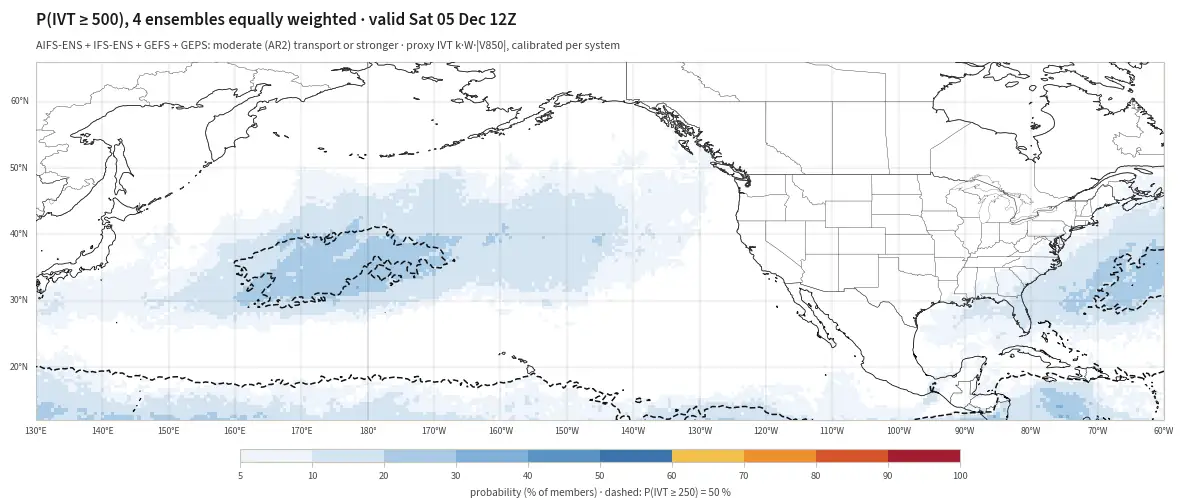 P(IVT ≥ 500), 4 ensembles equally weighted · valid Sat 05 Dec 12Z
AIFS-ENS + IFS-ENS + GEFS + GEPS: moderate (AR2) transport or stronger · proxy IVT k·W·|V850|, calibrated per system
60°N
50°N
40°N
30°N
20°N
130°E 140°E 150°E 160°E 170°E 180° 170°W 160°W 150°W 140°W 130°W 120°W 110°W 100°W 90°W 80°W 70°W 60°W
5 10 20 30 40 50 60 70 80 90 100
probability (% of members) · dashed: P(IVT ≥ 250) = 50 %